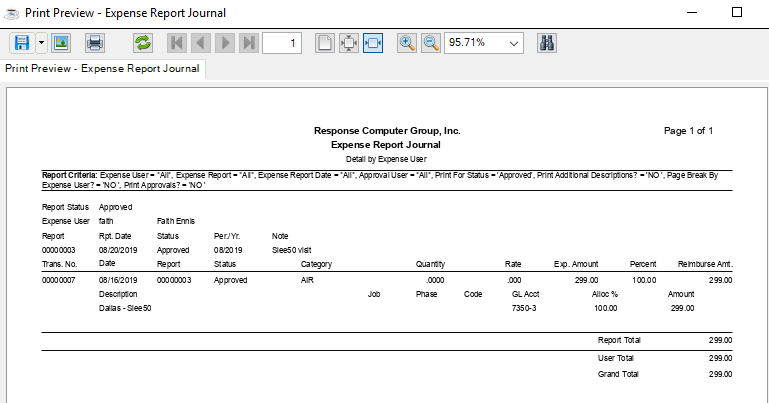 Print Preview - Expense Report Journal
1
95.71%
Print Preview - Expense Report Journal
Response Computer Group, Inc. Page 1 of 1
Expense Report Journal
Detail by Expense User
Report Criteria: Expense User = "All", Expense Report = "All", Expense Report Date = "All", Approval User = "All", Print For Status = 'Approved', Print Additional Descriptions? = 'NO ', Page Break By
Expense User? = 'NO ', Print Approvals? = 'NO '
Report Status Approved
Expense User faith Faith Ennis
Report Rpt. Date Status Per./Yr. Note
00000003 08/20/2019 Approved 08/2019 Slee50 visit
Trans. No. Date Report Status Category Quantity Rate Exp. Amount Percent Reimburse Amt.
00000007 08/16/2019 00000003 Approved AIR .0000 .000 299.00 100.00 299.00
Description Job Phase Code GL Acct Alloc % Amount
Dallas - Slee50 7350-3 100.00 299.00
Report Total 299.00
User Total 299.00
Grand Total 299.00